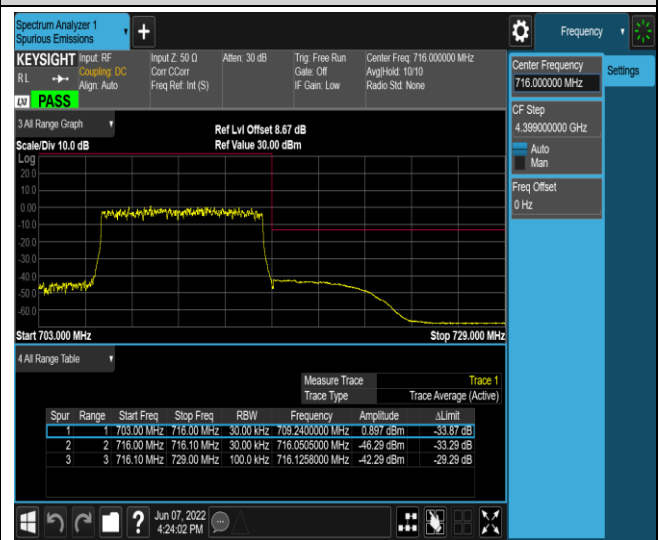 Spectrum Analyzer 1
Spurious Emissions
+
Frequency
KEYSIGHT Input: RF Input Z: 50 Ω Atten: 30 dB Trig: Free Run Center Freq: 716.000000 MHz
RL Coupling: DC Corr CCorr Gate: Off Avg|Hold: 10/10
Align: Auto Freq Ref: Int (S) IF Gain: Low Radio Std: None
PASS
Center Frequency
716.000000 MHz
Settings
CF Step
4.399000000 GHz
Auto
Man
Freq Offset
0 Hz
3 All Range Graph
Ref Lvl Offset 8.67 dB
Scale/Div 10.0 dB Ref Value 30.00 dBm
Log
20.0
10.0
0.00
-10.0
-20.0
-30.0
-40.0
-50.0
-60.0
Start 703.000 MHz Stop 729.000 MHz
4 All Range Table
Measure Trace Trace 1
Trace Type Trace Average (Active)
Spur Range Start Freq Stop Freq RBW Frequency Amplitude ΔLimit
1 1 703.00 MHz 716.00 MHz 30.00 kHz 709.2400000 MHz 0.897 dBm -33.87 dB
2 2 716.00 MHz 716.10 MHz 30.00 kHz 716.0505000 MHz -46.29 dBm -33.29 dB
3 3 716.10 MHz 729.00 MHz 100.0 kHz 716.1258000 MHz -42.29 dBm -29.29 dB
? Jun 07, 2022
4:24:02 PM